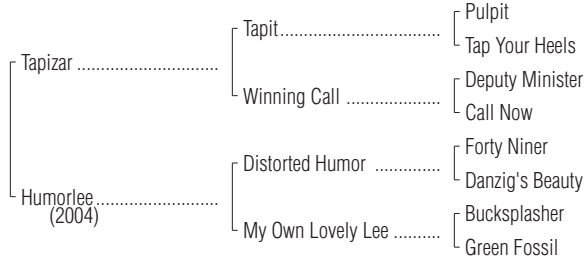 Pulpit
Tapit
Tap Your Heels
Tapizar
Deputy Minister
Winning Call
Call Now
Forty Niner
Distorted Humor
Danzig's Beauty
Humorlee
(2004)
Bucksplasher
My Own Lovely Lee
Green Fossil